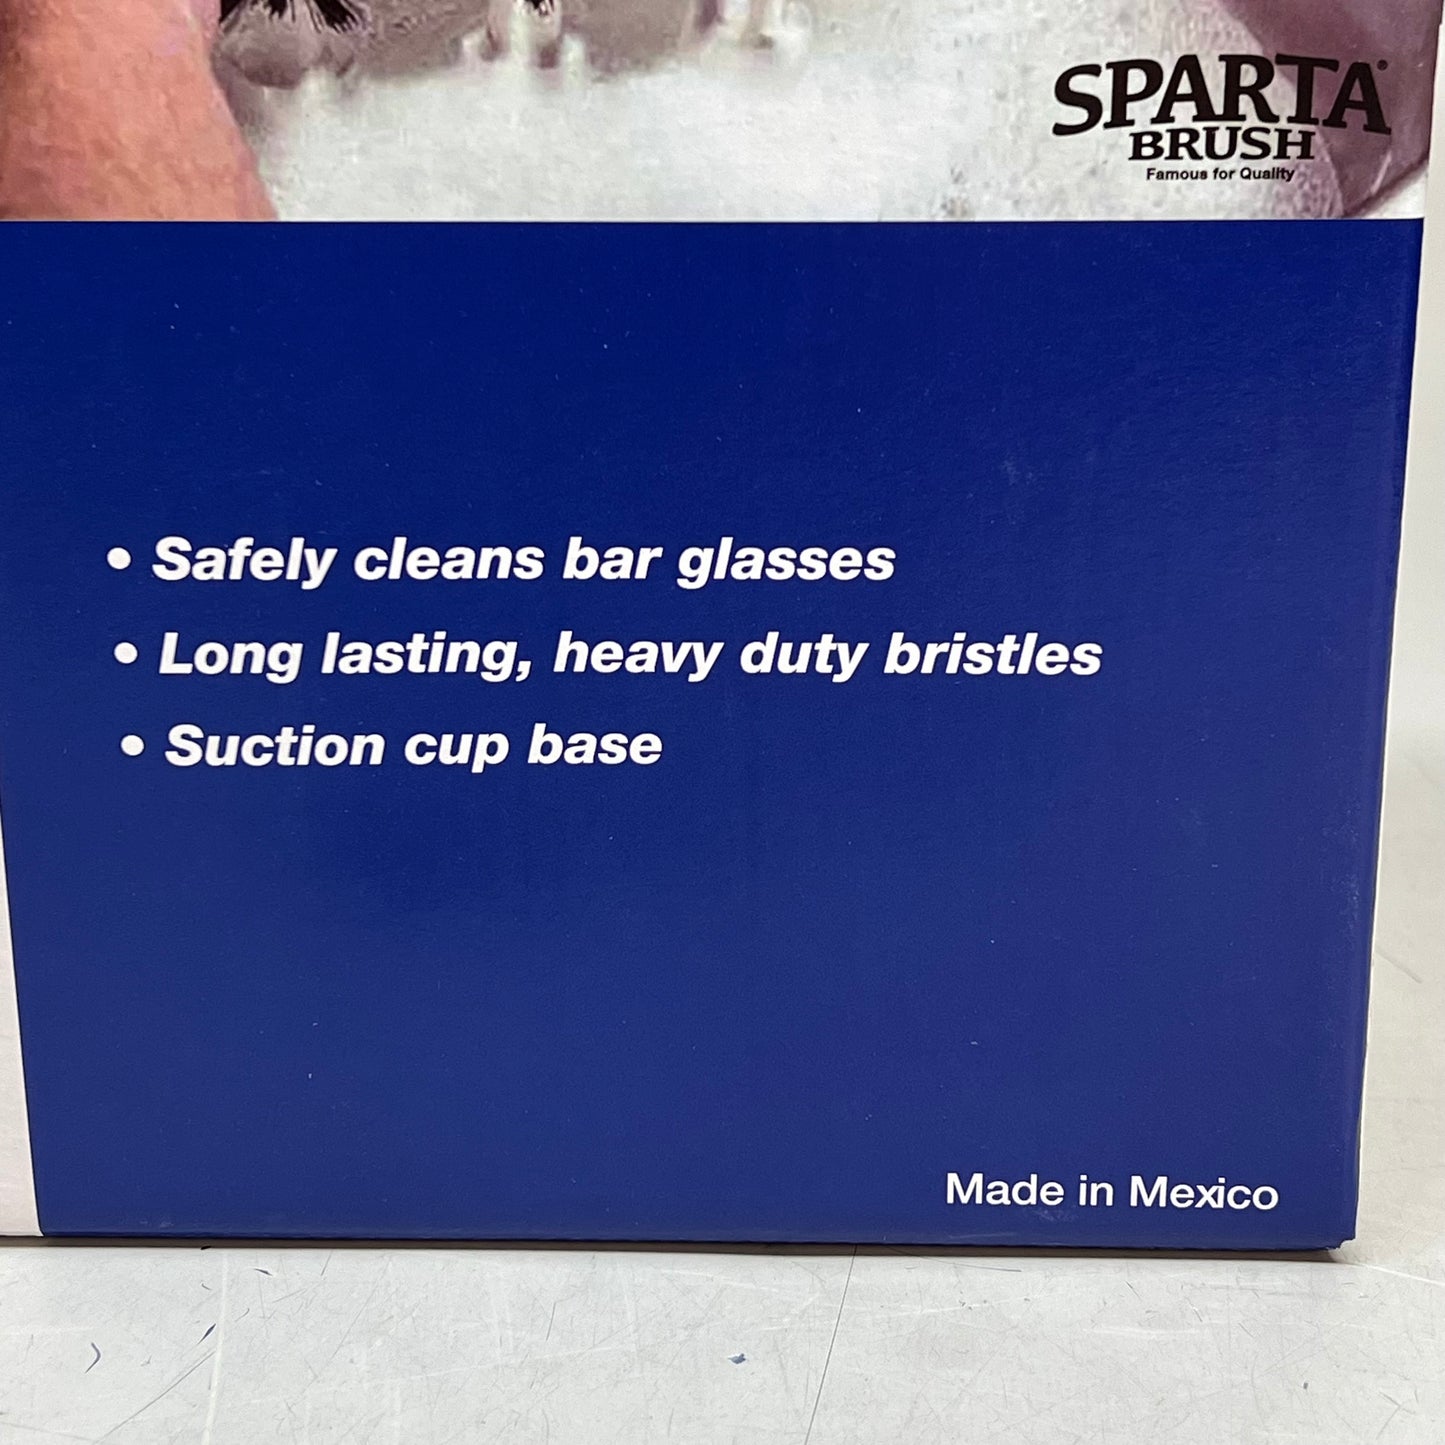 SPARTA®
BRUSH
Famous for Quality
• Safely cleans bar glasses
• Long lasting, heavy duty bristles
• Suction cup base
Made in Mexico